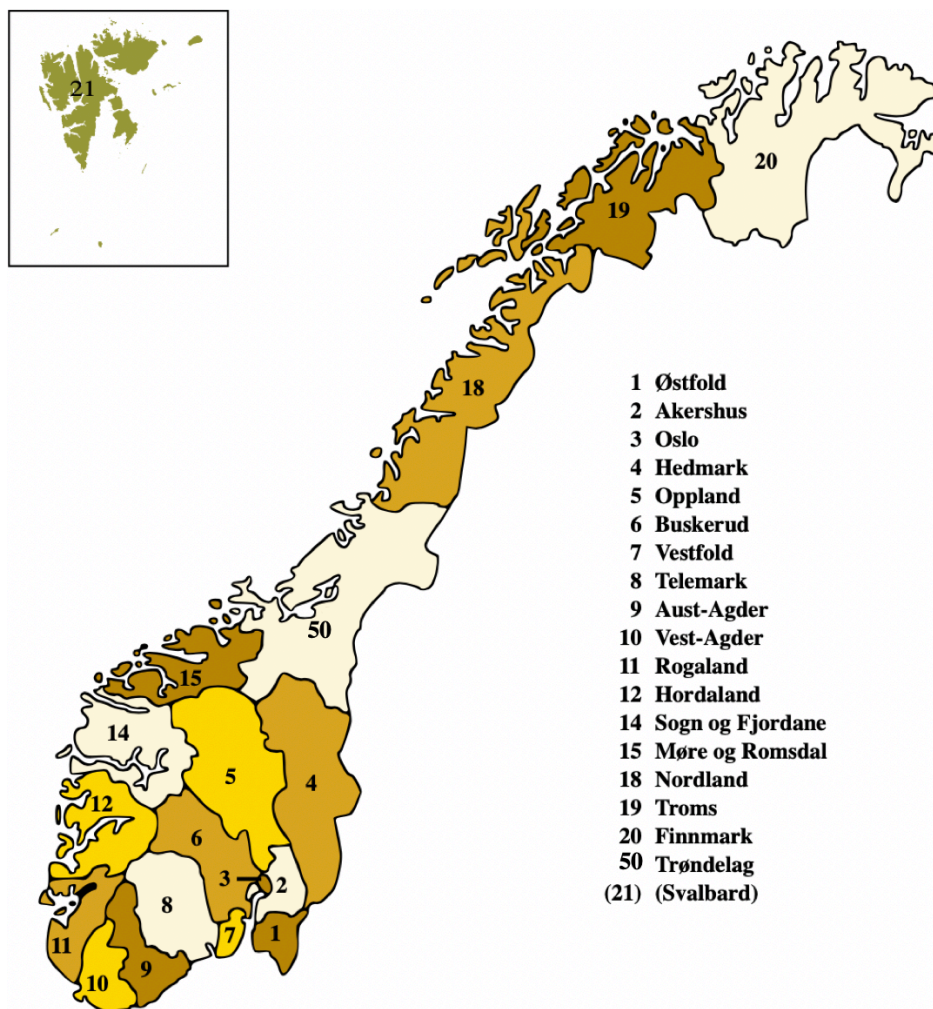 21
20
19
18
1 Østfold
2 Akershus
3 Oslo
4 Hedmark
5 Oppland
6 Buskerud
7 Vestfold
8 Telemark
9 Aust-Agder
10 Vest-Agder
11 Rogaland
12 Hordaland
14 Sogn og Fjordane
15 Møre og Romsdal
18 Nordland
19 Troms
20 Finnmark
50 Trøndelag
(21) (Svalbard)
50
15
14
5
4
12
6
3
2
8
11
7
1
10
9